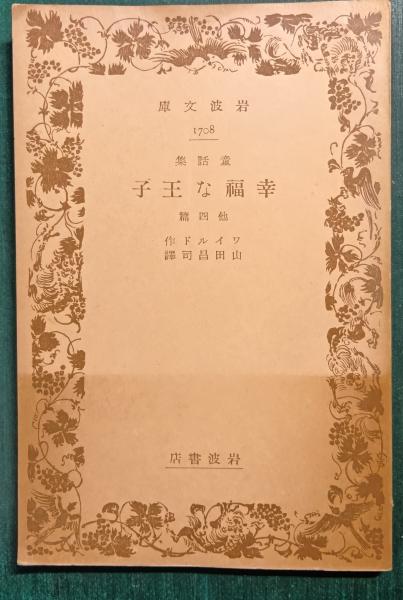 岩波文庫
1708
童話集
幸福な王子
他四篇
ワイルド作
山田昌司譯
岩波書店